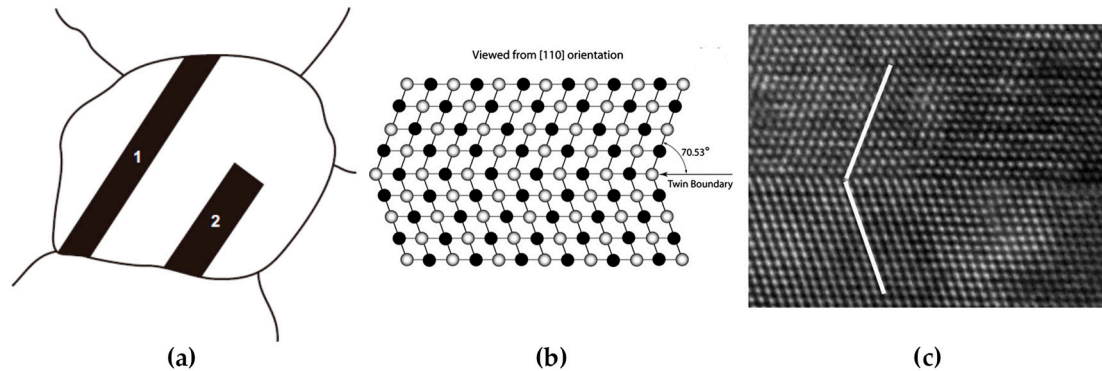 Viewed from [110] orientation
1
2
70.53°
Twin Boundary
(a)
(b)
(c)